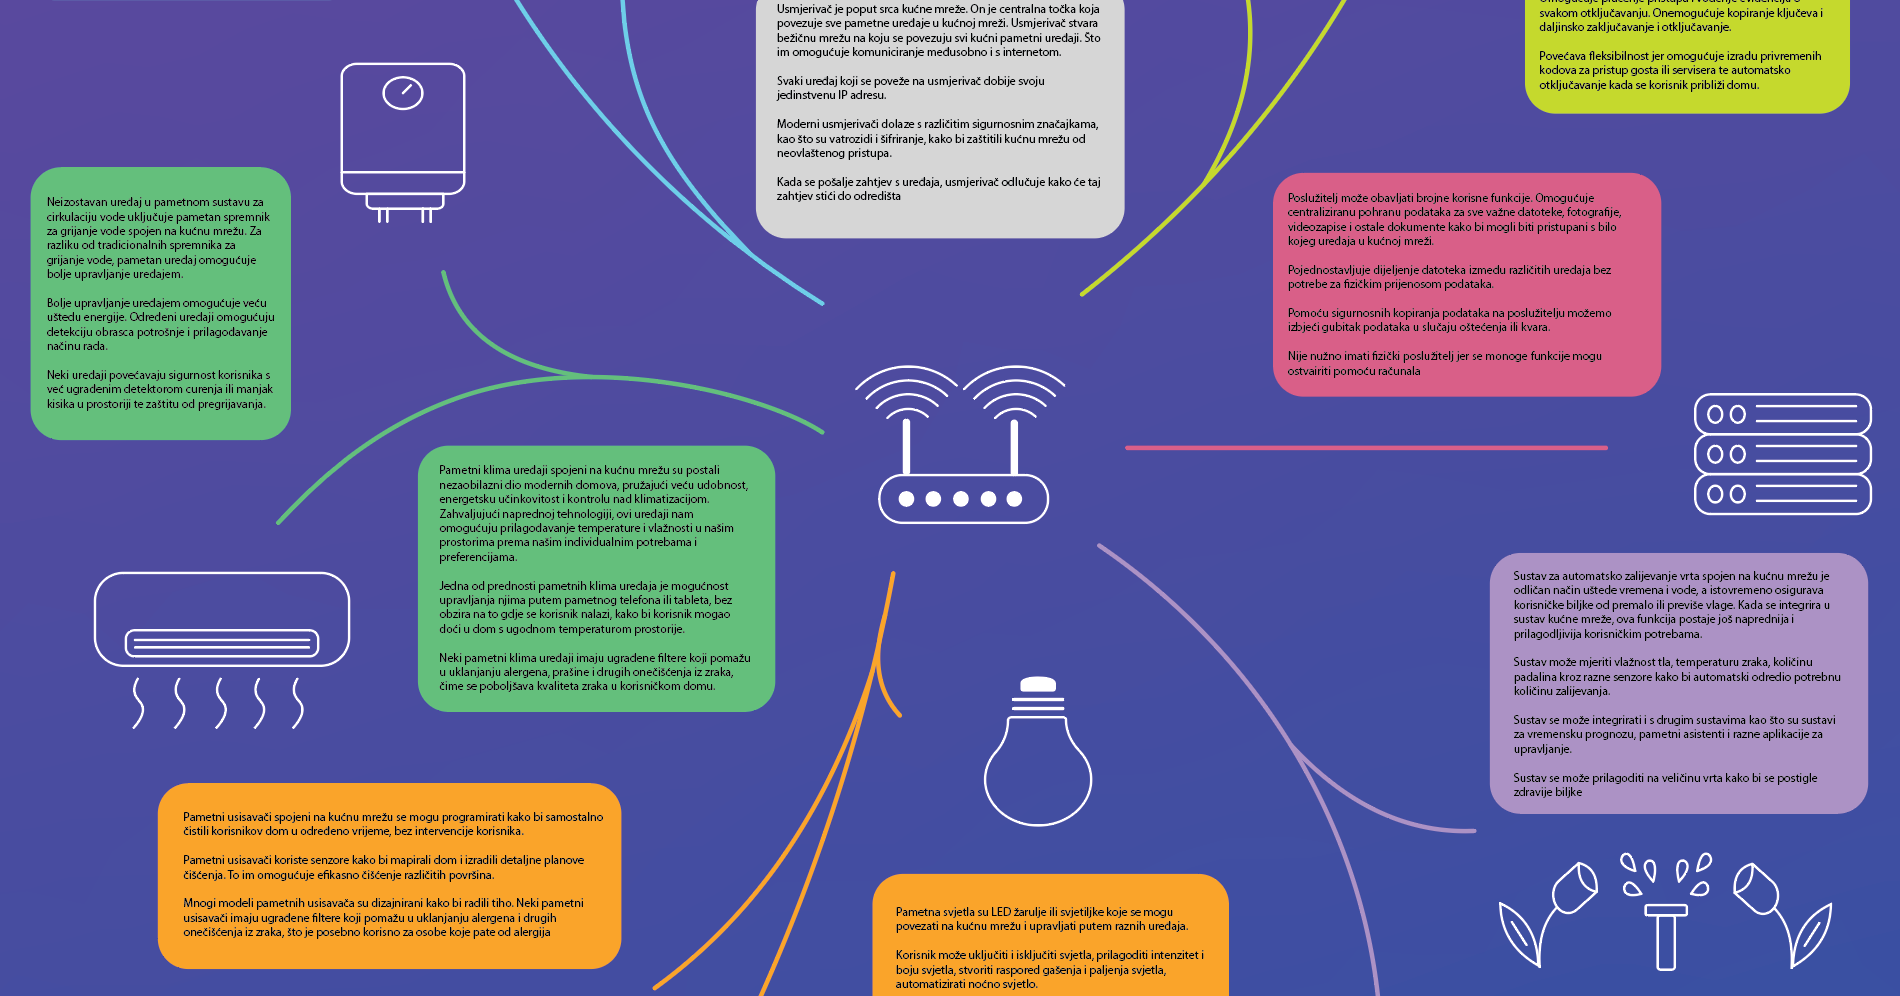 Usmjerivač je poput srca kućne mreže. On je centralna točka koja
povezuje sve pametne uređaje u kućnoj mreži. Usmjerivač stvara
bežičnu mrežu na koju se povezuju svi kućni pametni uređaji. Što
im omogućuje komuniciranje međusobno i s internetom.
Svaki uređaj koji se poveže na usmjerivač dobije svoju
jedinstvenu IP adresu.
Moderni usmjerivači dolaze s različitim sigurnosnim značajkama,
kao što su vatrozidi i šifriranje, kako bi zaštitili kućnu mrežu od
neovlaštenog pristupa.
Kada se pošalje zahtjev s uređaja, usmjerivač odlučuje kako će taj
zahtjev stići do odredišta
svakom otključavanju. Onemogućuje kopiranje ključeva i
daljinsko zaključavanje i otključavanje.
Povećava fleksibilnost jer omogućuje izradu privremenih
kodova za pristup gosta ili servisera te automatsko
otključavanje kada se korisnik približi domu.
Neizostavan uređaj u pametnom sustavu za
cirkulaciju vode uključuje pametan spremnik
za grijanje vode spojen na kućnu mrežu. Za
razliku od tradicionalnih spremnika za
grijanje vode, pametan uređaj omogućuje
bolje upravljanje uređajem.
Bolje upravljanje uređajem omogućuje veću
uštedu energije. Određeni uređaji omogućuju
detekciju obrasca potrošnje i prilagođavanje
načinu rada.
Neki uređaji povećavaju sigurnost korisnika s
već ugrađenim detektorom curenja ili manjak
kisika u prostoriji te zaštitu od pregrijavanja.
Poslužitelj može obavljati brojne korisne funkcije. Omogućuje
centraliziranu pohranu podataka za sve važne datoteke, fotografije,
videozapise i ostale dokumente kako bi mogli biti pristupani s bilo
kojeg uređaja u kućnoj mreži.
Pojednostavljuje dijeljenje datoteka između različitih uređaja bez
potrebe za fizičkim prijenosom podataka.
Pomoću sigurnosnih kopiranja podataka na poslužitelju možemo
izbjeći gubitak podataka u slučaju oštećenja ili kvara.
Nije nužno imati fizički poslužitelj jer se monoge funkcije mogu
ostvairiti pomoću računala
Pametni klima uređaji spojeni na kućnu mrežu su postali
nezaobilazni dio modernih domova, pružajući veću udobnost,
energetsku učinkovitost i kontrolu nad klimatizacijom.
Zahvaljujući naprednoj tehnologiji, ovi uređaji nam
omogućuju prilagođavanje temperature i vlažnosti u našim
prostorima prema našim individualnim potrebama i
preferencijama.
Jedna od prednosti pametnih klima uređaja je mogućnost
upravljanja njima putem pametnog telefona ili tableta, bez
obzira na to gdje se korisnik nalazi, kako bi korisnik mogao
doći u dom s ugodnom temperaturom prostorije.
Neki pametni klima uređaji imaju ugrađene filtere koji pomažu
u uklanjanju alergena, prašine i drugih onečišćenja iz zraka,
čime se poboljšava kvaliteta zraka u korisničkom domu.
Sustav za automatsko zalijevanje vrta spojen na kućnu mrežu je
odličan način uštede vremena i vode, a istovremeno osigurava
korisničke biljke od premalo ili previše vlage. Kada se integrira u
sustav kućne mreže, ova funkcija postaje još naprednija i
prilagodljivija korisničkim potrebama.
Sustav može mjeriti vlažnost tla, temperaturu zraka, količinu
padalina kroz razne senzore kako bi automatski odredio potrebnu
količinu zalijevanja.
Sustav se može integrirati i s drugim sustavima kao što su sustavi
za vremensku prognozu, pametni asistenti i razne aplikacije za
upravljanje.
Sustav se može prilagoditi na veličinu vrta kako bi se postigle
zdravije biljke
Pametni usisavači spojeni na kućnu mrežu se mogu programirati kako bi samostalno
čistili korisnikov dom u određeno vrijeme, bez intervencije korisnika.
Pametni usisavači koriste senzore kako bi mapirali dom i izradili detaljne planove
čišćenja. To im omogućuje efikasno čišćenje različitih površina.
Mnogi modeli pametnih usisavača su dizajnirani kako bi radili tiho. Neki pametni
usisavači imaju ugrađene filtere koji pomažu u uklanjanju alergena i drugih
onečišćenja iz zraka, što je posebno korisno za osobe koje pate od alergija
Pametna svjetla su LED žarulje ili svjetiljke koje se mogu
povezati na kućnu mrežu i upravljati putem raznih uređaja.
Korisnik može uključiti i isključiti svjetla, prilagoditi intenzitet i
boju svjetla, stvoriti raspored gašenja i paljenja svjetla,
automatizirati noćno svjetlo.